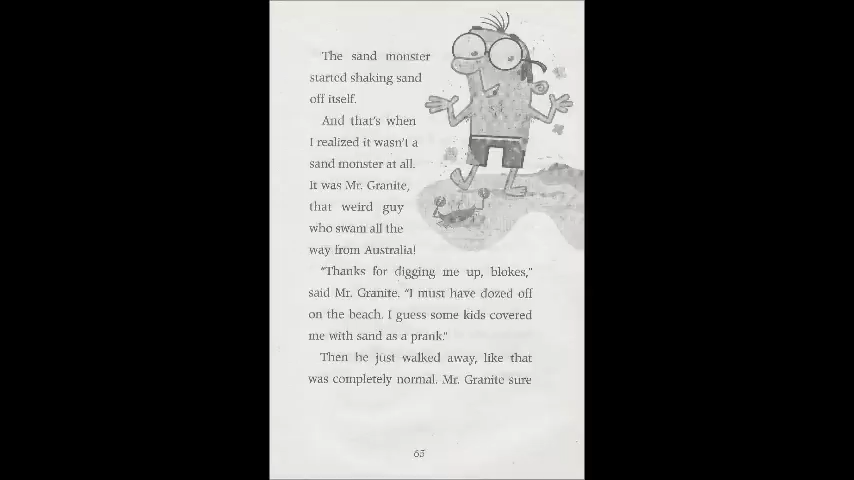 The sand monster
started shaking sand
off itself.
And that's when
I realized it wasn't a
sand monster at all.
It was Mr. Granite,
that weird guy
who swam all the
way from Australia!
"Thanks for digging me up, blokes,"
said Mr. Granite. "I must have dozed off
on the beach. I guess some kids covered
me with sand as a prank."
Then he just walked away, like that
was completely normal. Mr. Granite sure
65